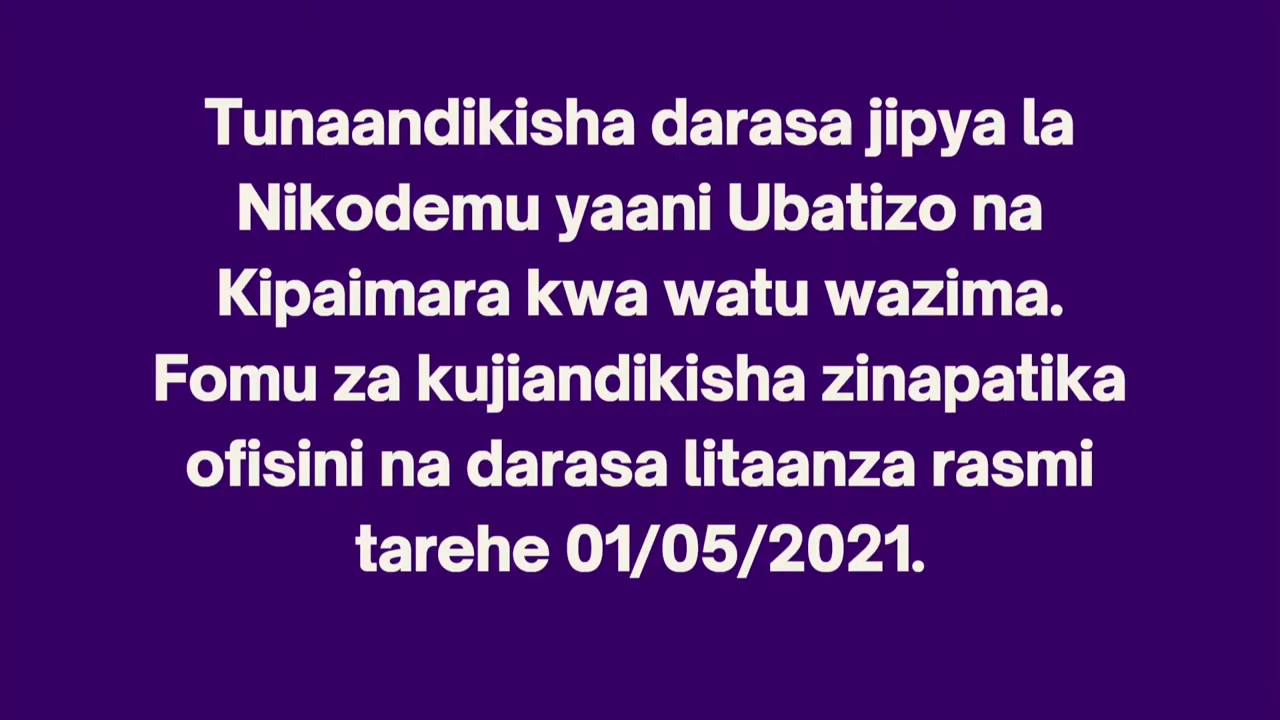 Tunaandikisha darasa jipya la
Nikodemu yaani Ubatizo na
Kipaimara kwa watu wazima.
Fomu za kujiandikisha zinapatika
ofisini na darasa litaanza rasmi
tarehe 01/05/2021.